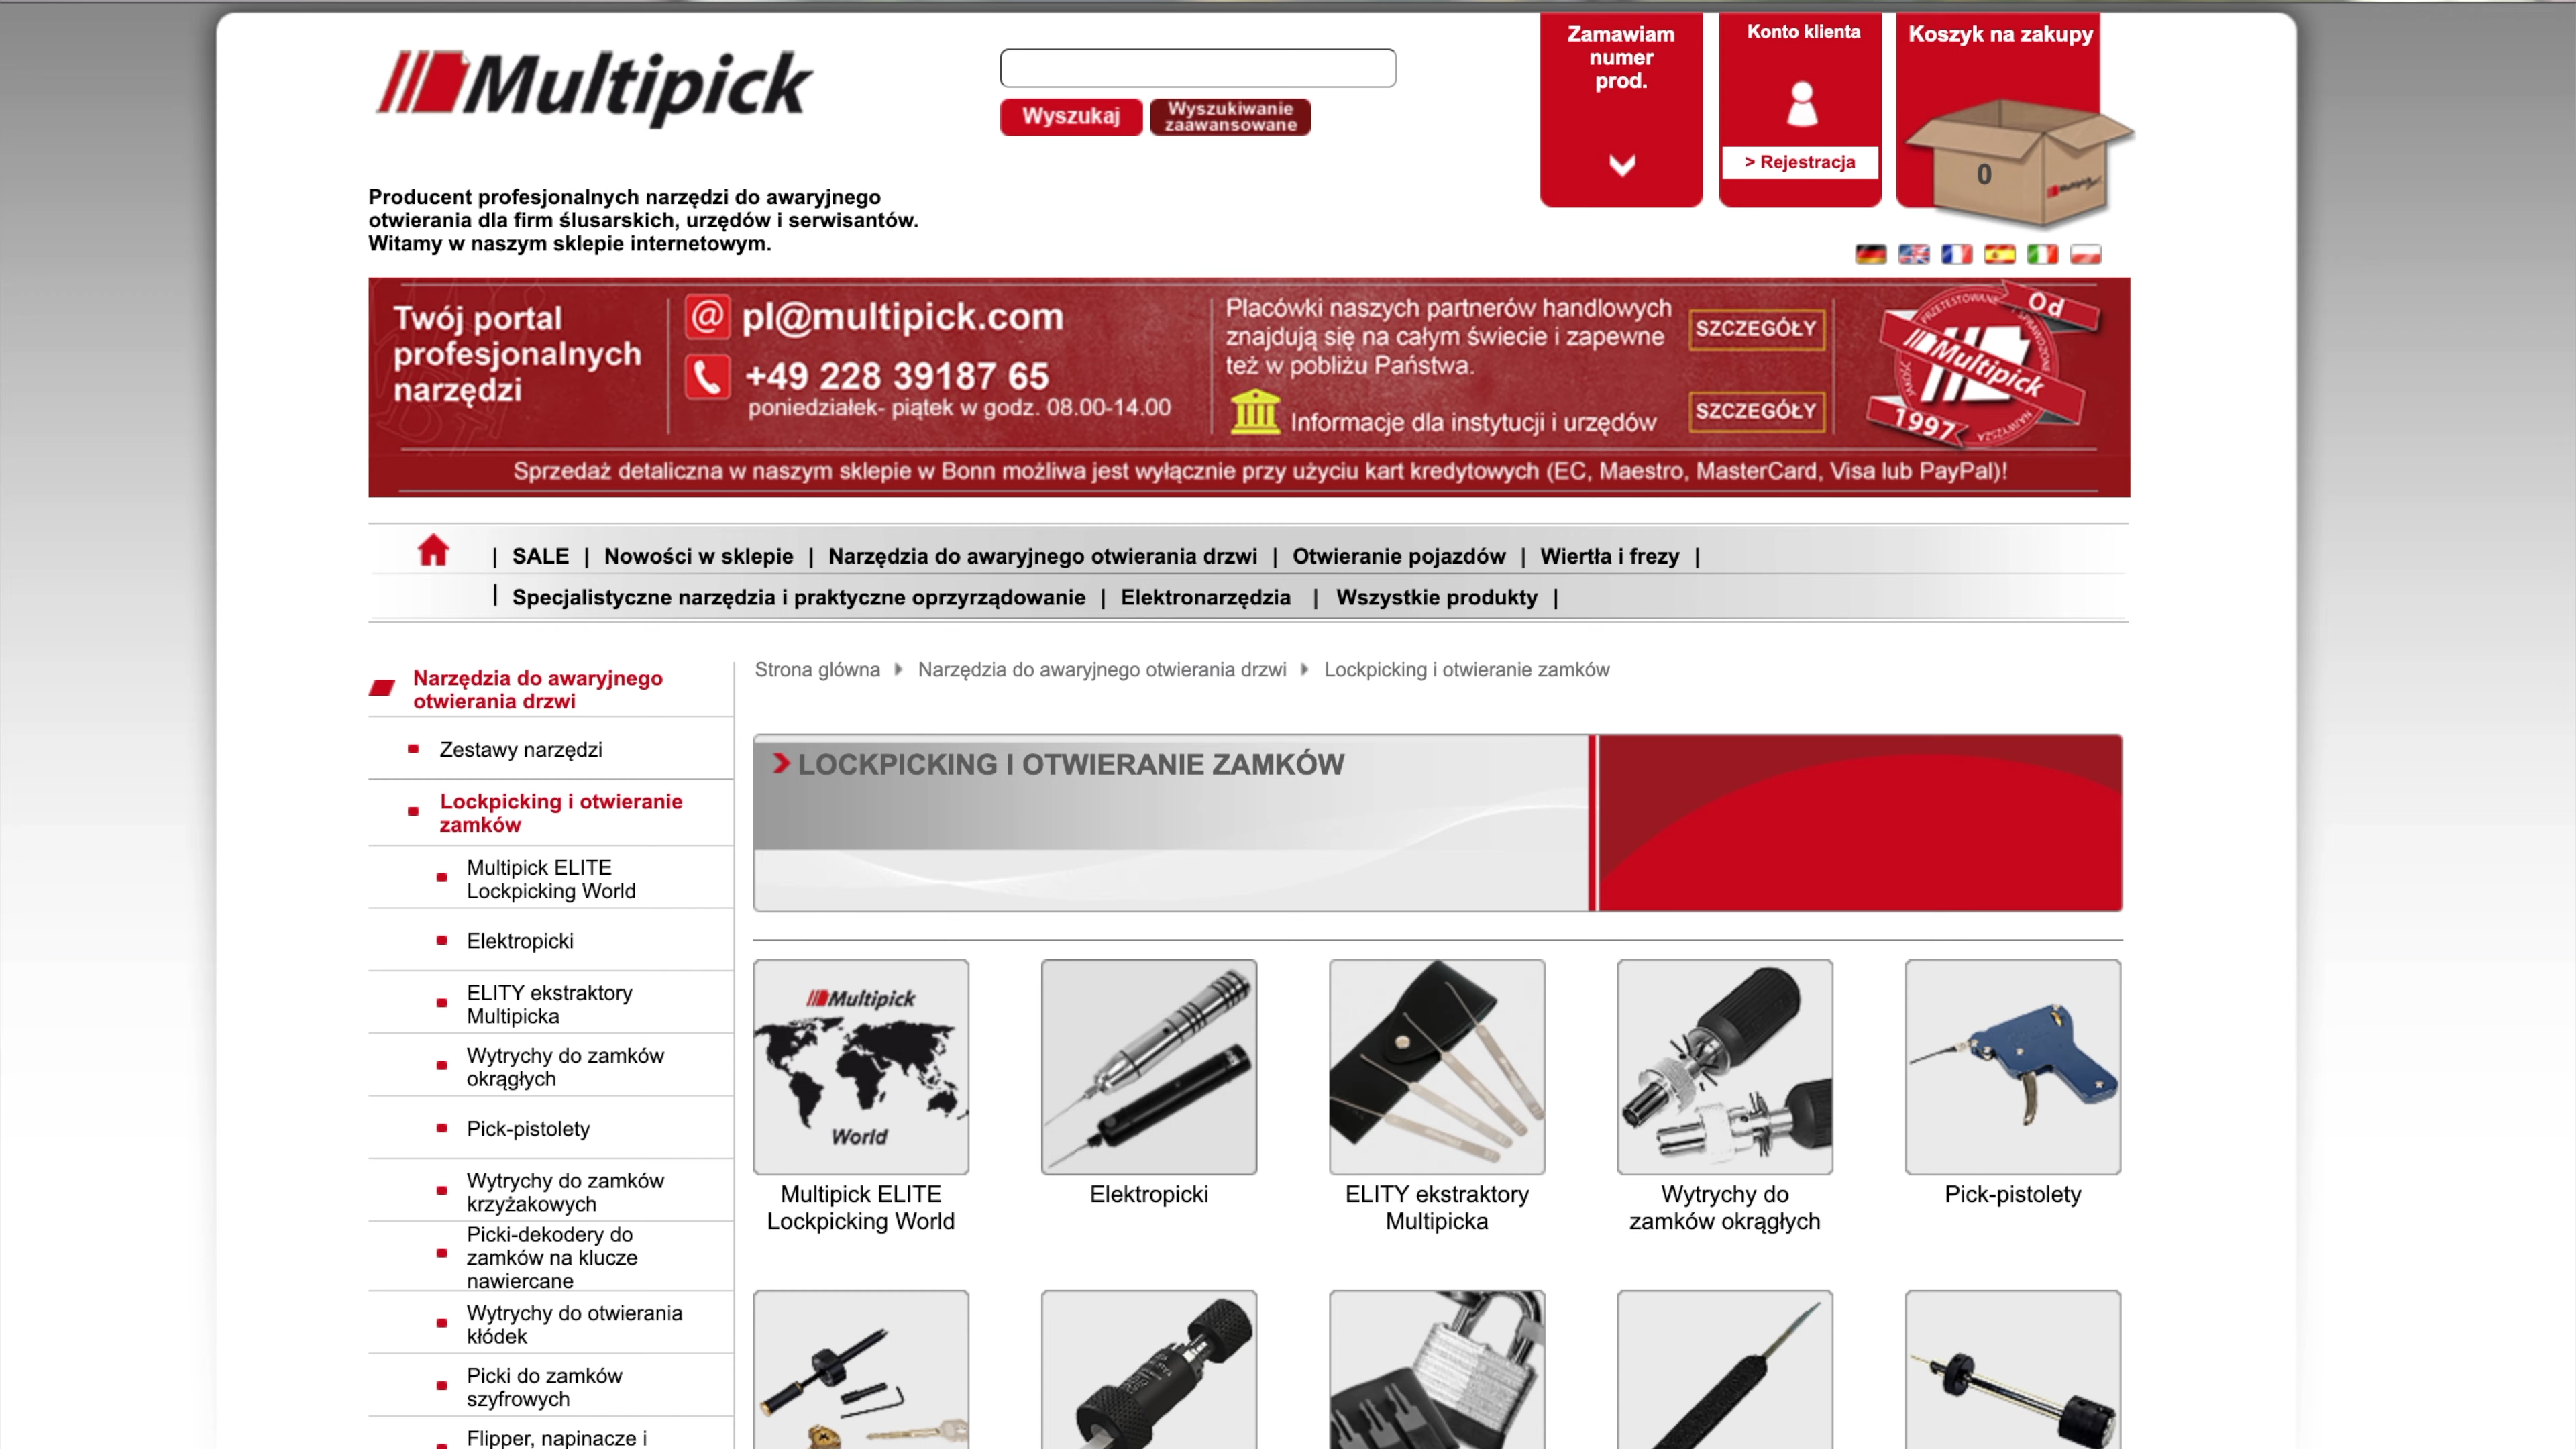 Multipick
Wyszukaj
Wyszukiwanie
zaawansowane
Zamawiam
numer
prod.
Konto klienta
> Rejestracja
Koszyk na zakupy
0
Producent profesjonalnych narzędzi do awaryjnego
otwierania dla firm ślusarskich, urzędów i serwisantów.
Witamy w naszym sklepie internetowym.
Twój portal
profesjonalnych
narzędzi
@ pl@multipick.com
+49 228 39187 65
poniedziałek- piątek w godz. 08.00-14.00
Placówki naszych partnerów handlowych
znajdują się na całym świecie i zapewne
też w pobliżu Państwa.
SZCZEGÓŁY
Informacje dla instytucji i urzędów
SZCZEGÓŁY
Od
Multipick
1997
Sprzedaż detaliczna w naszym sklepie w Bonn możliwa jest wyłącznie przy użyciu kart kredytowych (EC, Maestro, MasterCard, Visa lub PayPal)!
| SALE | Nowości w sklepie | Narzędzia do awaryjnego otwierania drzwi | Otwieranie pojazdów | Wiertła i frezy |
| Specjalistyczne narzędzia i praktyczne oprzyrządowanie | Elektronarzędzia | Wszystkie produkty |
Narzędzia do awaryjnego
otwierania drzwi
Zestawy narzędzi
Lockpicking i otwieranie
zamków
Multipick ELITE
Lockpicking World
Elektropicki
ELITY ekstraktory
Multipicka
Wytrychy do zamków
okrągłych
Pick-pistolety
Wytrychy do zamków
krzyżakowych
Picki-dekodery do
zamków na klucze
nawiercane
Wytrychy do otwierania
kłódek
Picki do zamków
szyfrowych
Flipper, napinacze i
Strona glówna Narzędzia do awaryjnego otwierania drzwi Lockpicking i otwieranie zamków
LOCKPICKING I OTWIERANIE ZAMKÓW
Multipick
World
Multipick ELITE
Lockpicking World
Elektropicki
ELITY ekstraktory
Multipicka
Wytrychy do
zamków okrągłych
Pick-pistolety